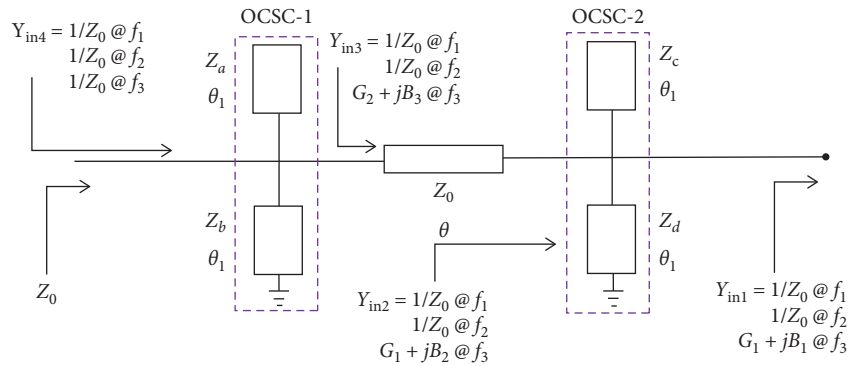 OCSC-1
OCSC-2
Y_in4 = 1/Z_0 @ f_1
1/Z_0 @ f_2
1/Z_0 @ f_3
Z_a
θ_1
Y_in3 = 1/Z_0 @ f_1
1/Z_0 @ f_2
G_2 + jB_3 @ f_3
Z_c
θ_1
Z_0
Z_b
θ_1
θ
Z_d
θ_1
Z_0
Y_in2 = 1/Z_0 @ f_1
1/Z_0 @ f_2
G_1 + jB_2 @ f_3
Y_in1 = 1/Z_0 @ f_1
1/Z_0 @ f_2
G_1 + jB_1 @ f_3